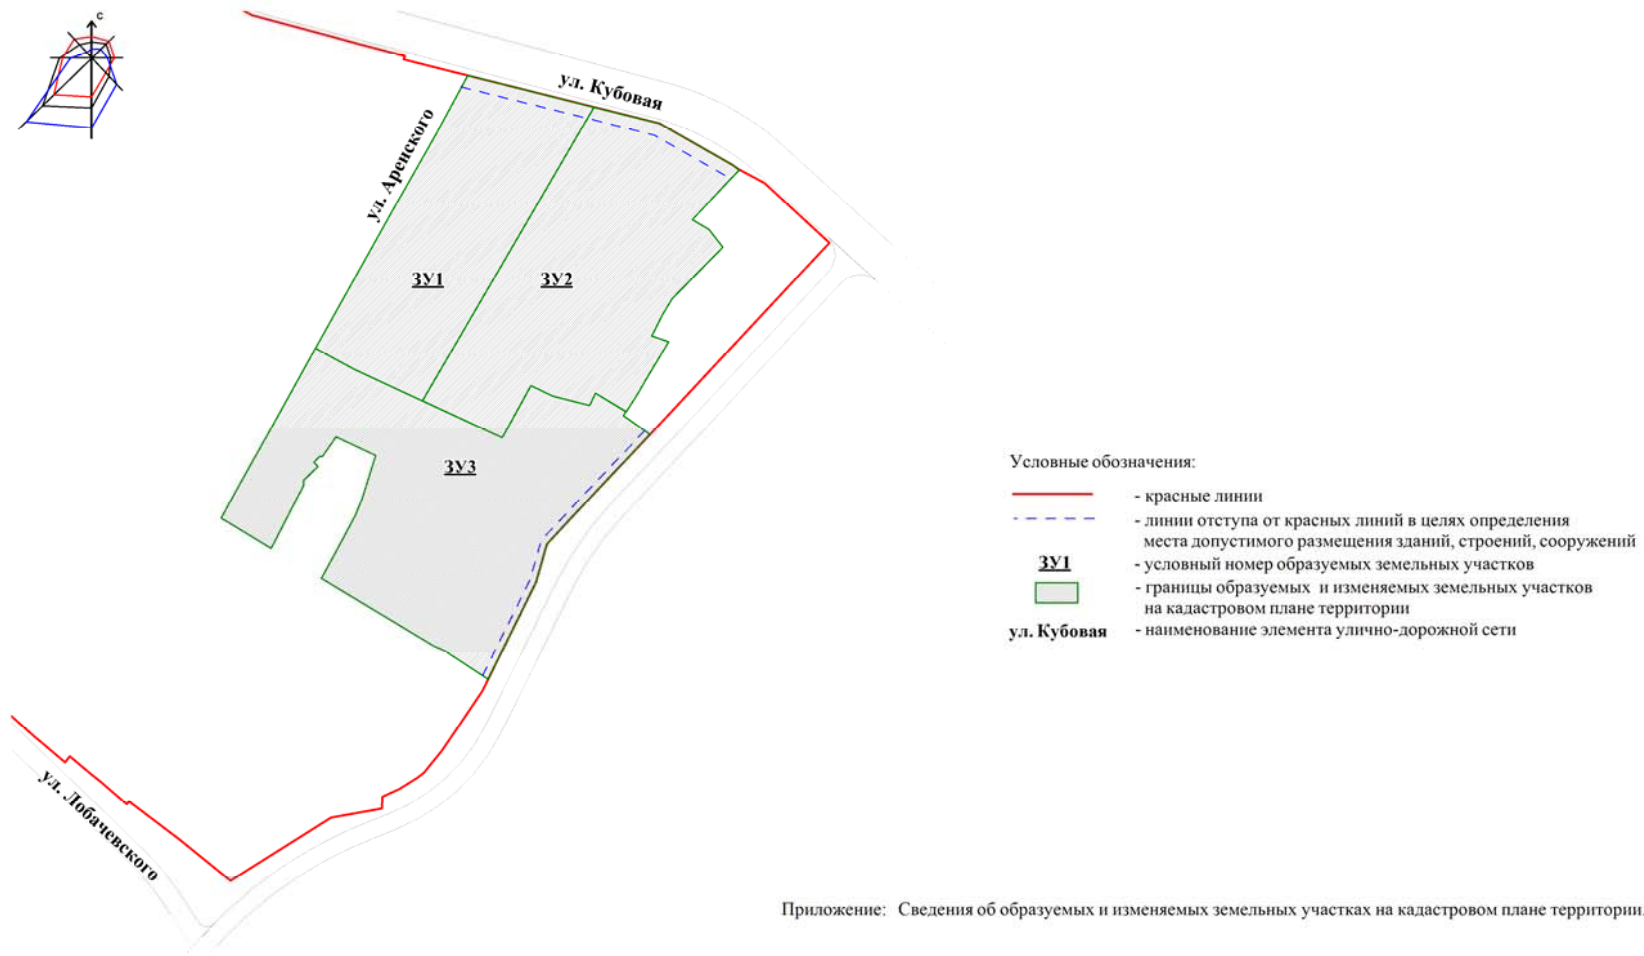 с
ул. Кубовая
ул. Аренского
ЗУ1
ЗУ2
ЗУ3
Условные обозначения:
- красные линии
- линии отступа от красных линий в целях определения
места допустимого размещения зданий, строений, сооружений
ЗУ1 - условный номер образуемых земельных участков
- границы образуемых и изменяемых земельных участков
на кадастровом плане территории
ул. Кубовая - наименование элемента улично-дорожной сети
ул. Лобачевского
Приложение: Сведения об образуемых и изменяемых земельных участках на кадастровом плане территории.